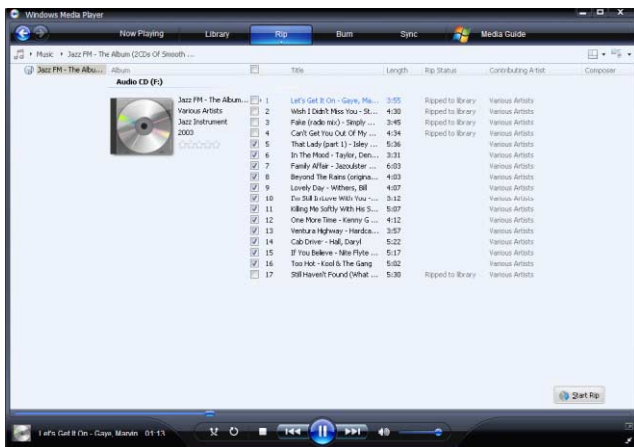 Windows Media Player
Now Playing Library Rip Burn Sync Media Guide
Music Jazz FM - The Album (2CDs Of Smooth ...
Jazz FM - The Albu... Album Title Length Rip Status Contributing Artist Composer
Audio CD (F:)
Jazz FM - The Album... 1 Let's Get It On - Gaye, Ma... 3:55 Ripped to library Various Artists
Various Artists 2 Wish I Didn't Miss You - St... 4:30 Ripped to library Various Artists
Jazz Instrument 3 Fake (radio mix) - Simply ... 3:45 Ripped to library Various Artists
2003 4 Can't Get You Out Of My ... 4:34 Ripped to library Various Artists
5 That Lady (part 1) - Isley ... 5:36 Various Artists
6 In The Mood - Taylor, Den... 3:31 Various Artists
7 Family Affair - Jazoulster ... 6:03 Various Artists
8 Beyond The Rains (origina... 4:03 Various Artists
9 Lovely Day - Withers, Bill 4:07 Various Artists
10 I'm Still In Love With You -... 3:12 Various Artists
11 Killing Me Softly With His S... 5:07 Various Artists
12 One More Time - Kenny G ... 4:12 Various Artists
13 Ventura Highway - Hardca... 3:57 Various Artists
14 Cab Driver - Hall, Daryl 5:22 Various Artists
15 If You Believe - Nite Flyte ... 5:17 Various Artists
16 Too Hot - Kool & The Gang 5:02 Various Artists
17 Still Haven't Found (What ... 5:30 Ripped to library Various Artists
Start Rip
Let's Get It On - Gaye, Marvin 01:13